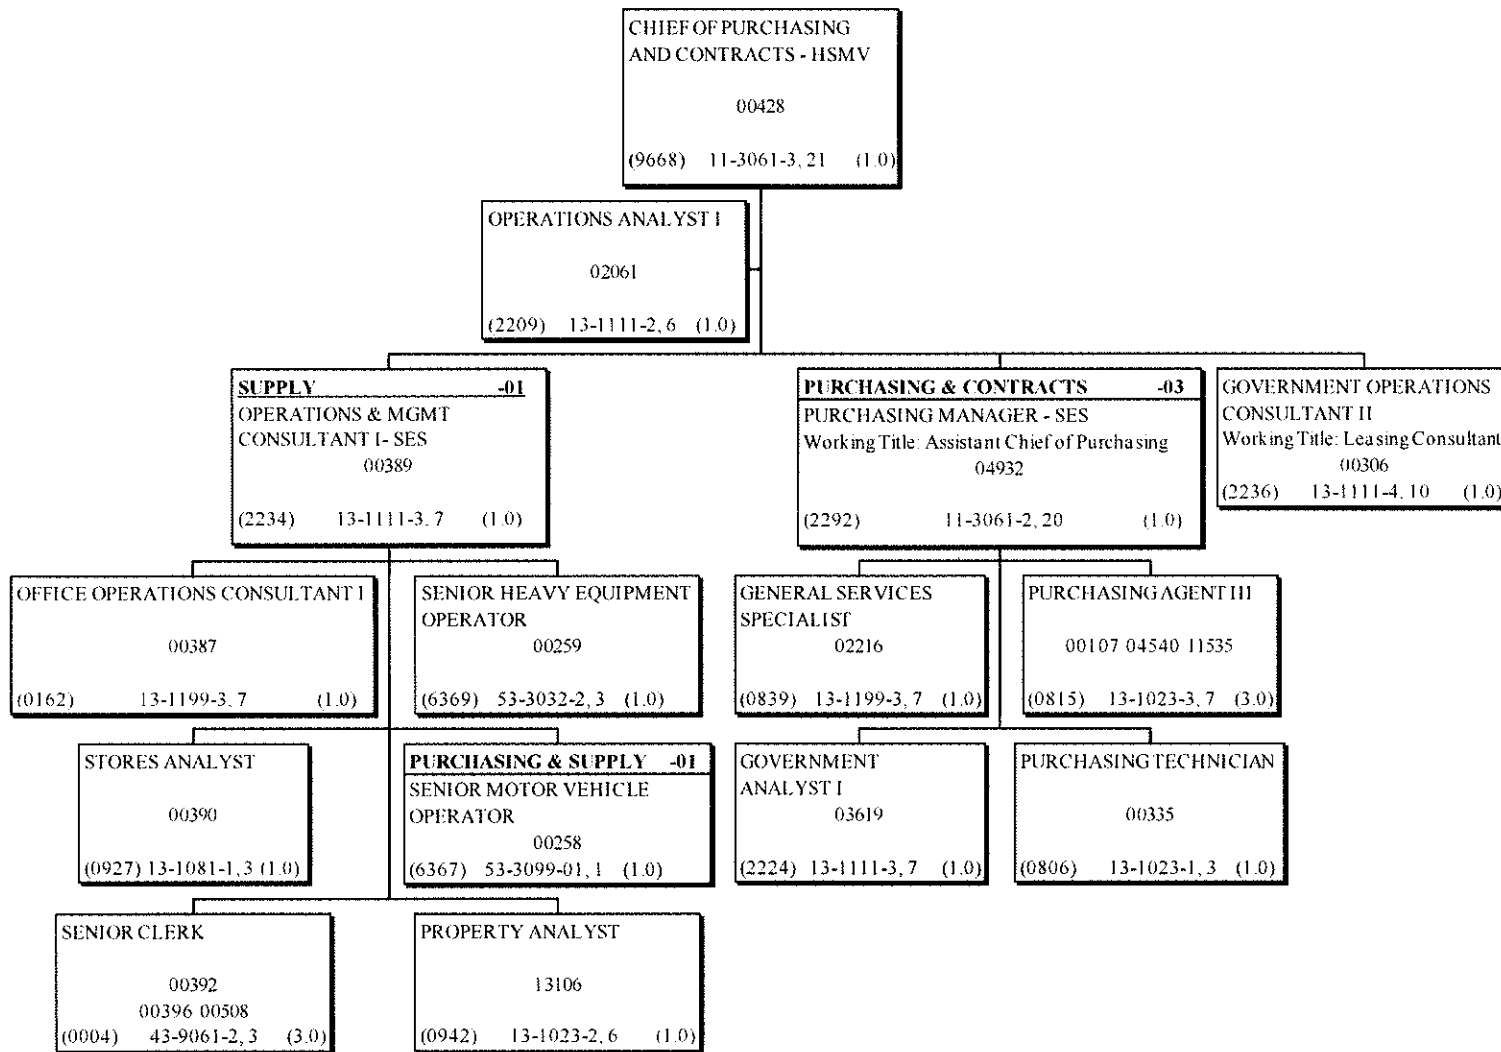 CHIEF OF PURCHASING
AND CONTRACTS - HSMV
00428
(9668) 11-3061-3, 21 (1.0)
OPERATIONS ANALYST I
02061
(2209) 13-1111-2, 6 (1.0)
SUPPLY -01
OPERATIONS & MGMT
CONSULTANT I- SES
00389
(2234) 13-1111-3, 7 (1.0)
PURCHASING & CONTRACTS -03
PURCHASING MANAGER - SES
Working Title: Assistant Chief of Purchasing
04932
(2292) 11-3061-2, 20 (1.0)
GOVERNMENT OPERATIONS
CONSULTANT II
Working Title: Leasing Consultant
00306
(2236) 13-1111-4, 10 (1.0)
OFFICE OPERATIONS CONSULTANT I
00387
(0162) 13-1199-3, 7 (1.0)
SENIOR HEAVY EQUIPMENT
OPERATOR
00259
(6369) 53-3032-2, 3 (1.0)
GENERAL SERVICES
SPECIALIST
02216
(0839) 13-1199-3, 7 (1.0)
PURCHASING AGENT III
00107 04540 11535
(0815) 13-1023-3, 7 (3.0)
STORES ANALYST
00390
(0927) 13-1081-1, 3 (1.0)
PURCHASING & SUPPLY -01
SENIOR MOTOR VEHICLE
OPERATOR
00258
(6367) 53-3099-01, 1 (1.0)
GOVERNMENT
ANALYST I
03619
(2224) 13-1111-3, 7 (1.0)
PURCHASING TECHNICIAN
00335
(0806) 13-1023-1, 3 (1.0)
SENIOR CLERK
00392
00396 00508
(0004) 43-9061-2, 3 (3.0)
PROPERTY ANALYST
13106
(0942) 13-1023-2, 6 (1.0)